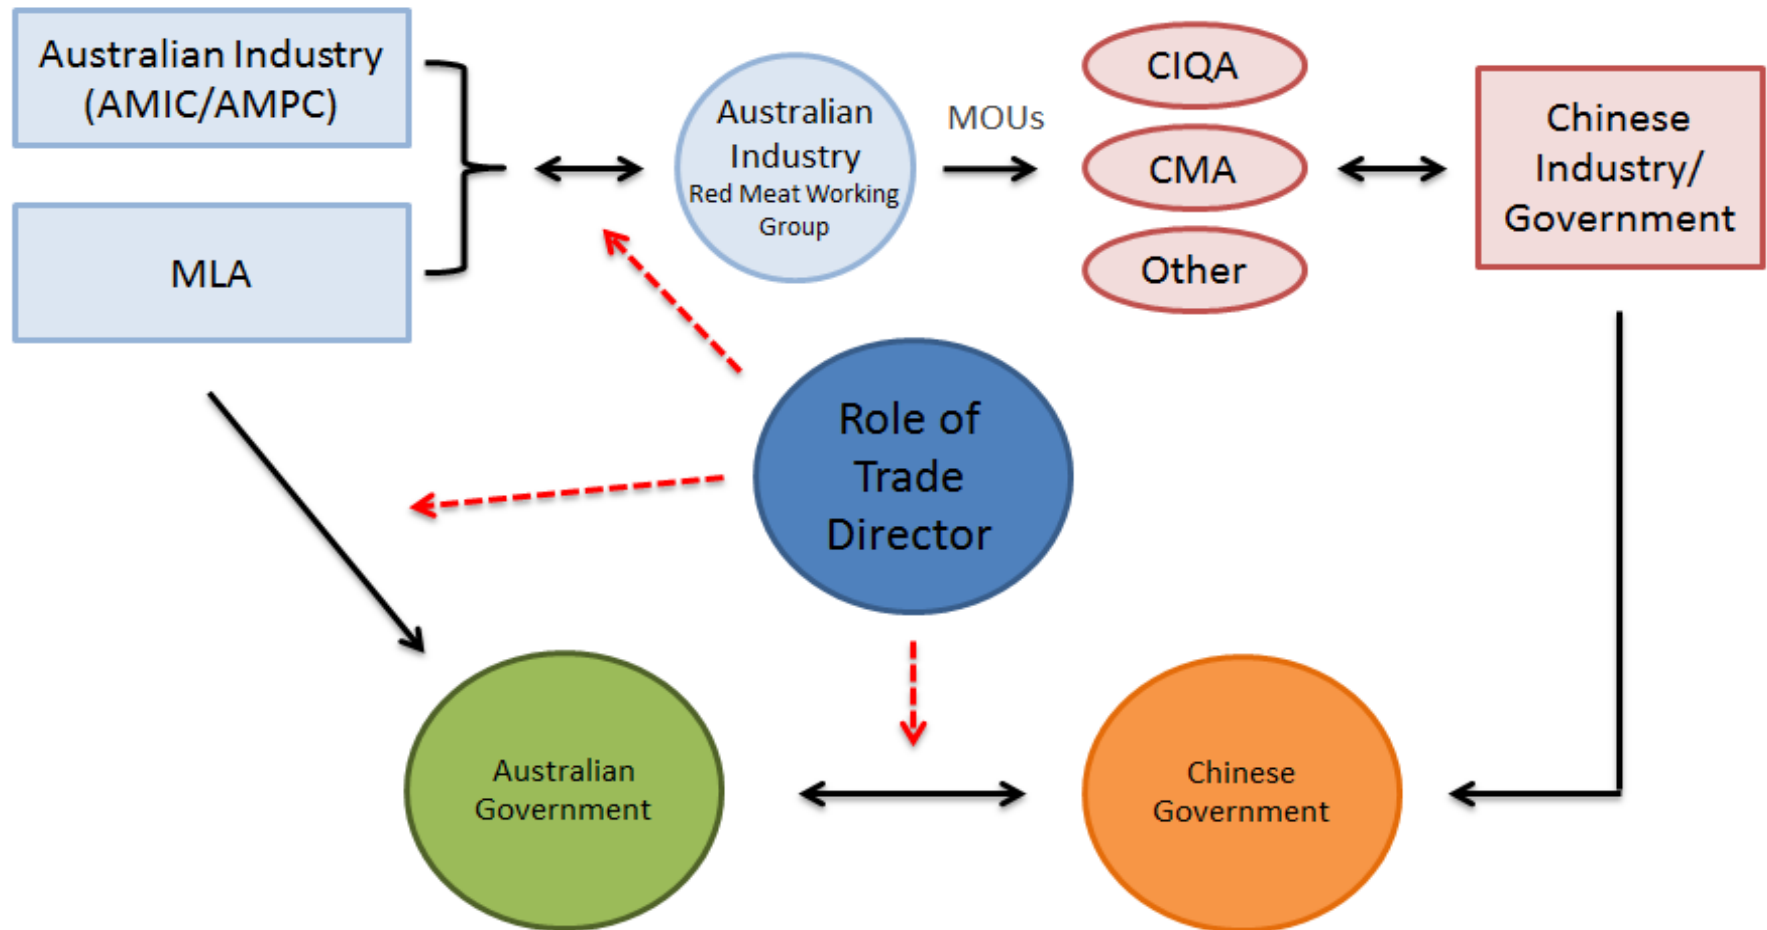 Australian Industry
(AMIC/AMPC)
MLA
Australian
Industry
Red Meat Working
Group
MOUs
CIQA
CMA
Other
Chinese
Industry/
Government
Role of
Trade
Director
Australian
Government
Chinese
Government